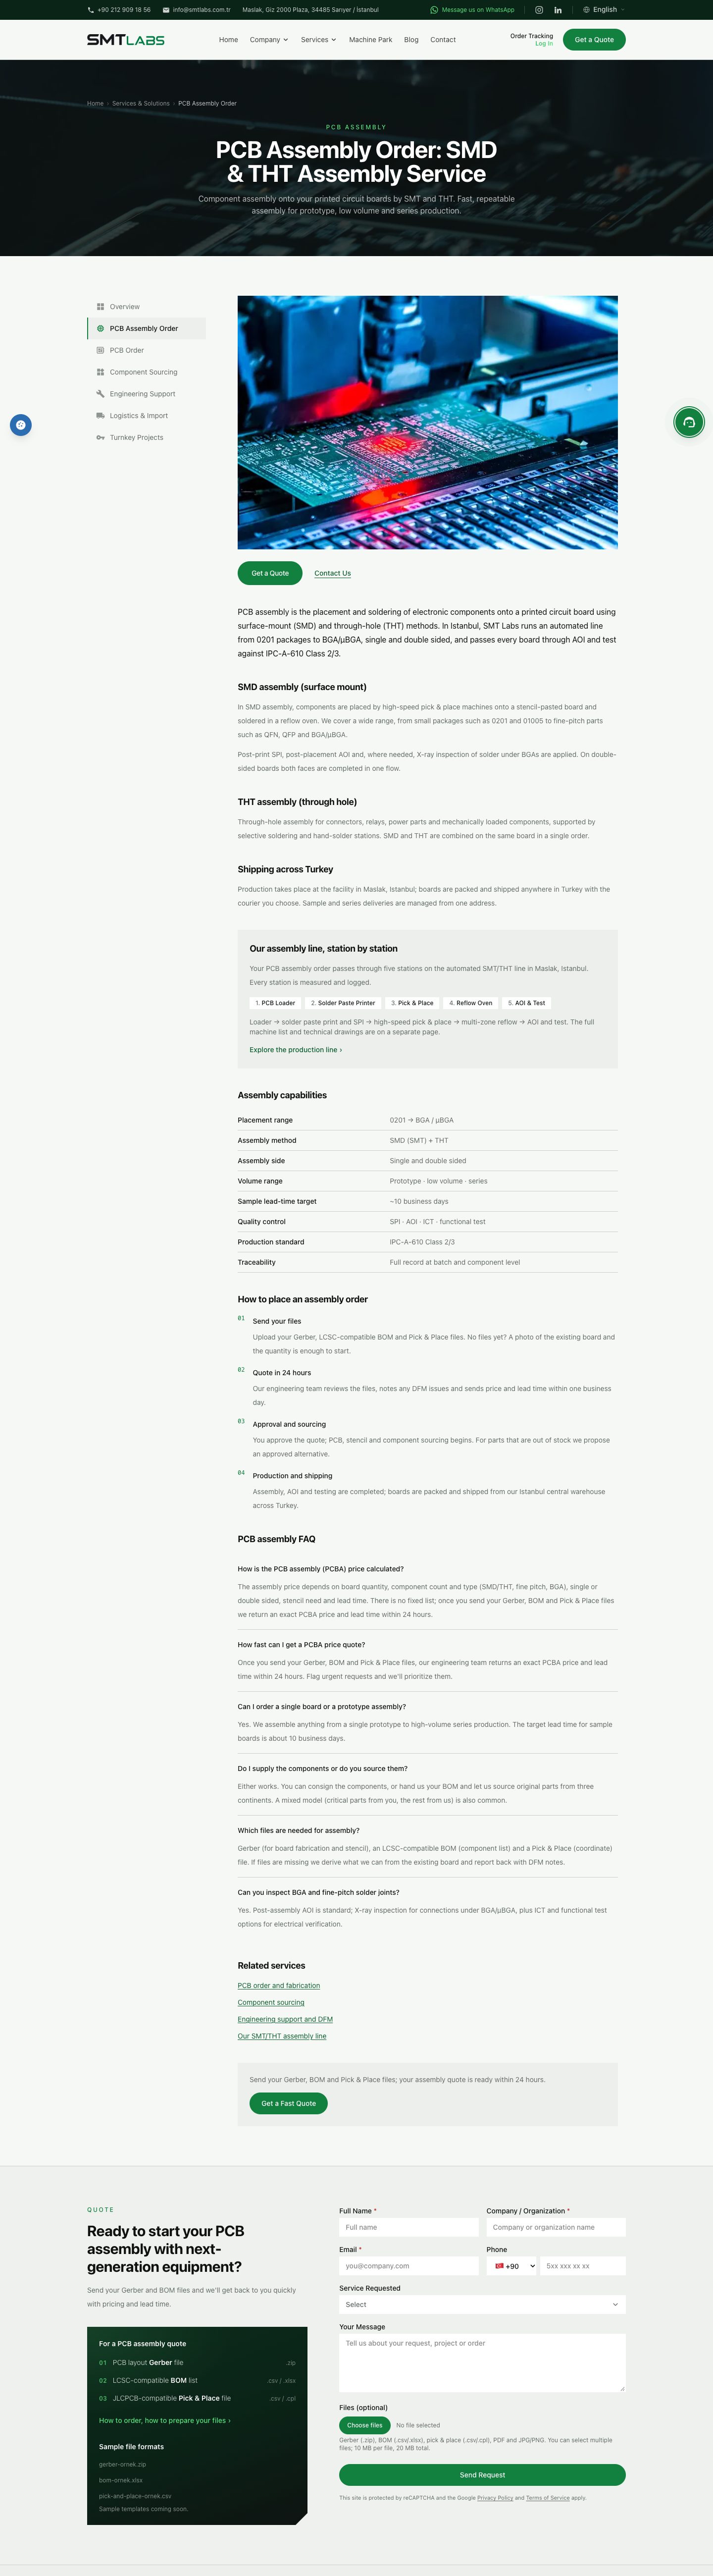 +90 212 909 18 56
info@smtlabs.com.tr
Maslak, Giz 2000 Plaza, 34485 Sarıyer / İstanbul
Message us on WhatsApp
English
SMTLABS
Home
Company
Services
Machine Park
Blog
Contact
Order Tracking
Log In
Get a Quote
Home › Services & Solutions › PCB Assembly Order
PCB ASSEMBLY
PCB Assembly Order: SMD
& THT Assembly Service
Component assembly onto your printed circuit boards by SMT and THT. Fast, repeatable
assembly for prototype, low volume and series production.
Overview
PCB Assembly Order
PCB Order
Component Sourcing
Engineering Support
Logistics & Import
Turnkey Projects
Get a Quote
Contact Us
PCB assembly is the placement and soldering of electronic components onto a printed circuit board using
surface-mount (SMD) and through-hole (THT) methods. In Istanbul, SMT Labs runs an automated line
from 0201 packages to BGA/µBGA, single and double sided, and passes every board through AOI and test
against IPC-A-610 Class 2/3.
SMD assembly (surface mount)
In SMD assembly, components are placed by high-speed pick & place machines onto a stencil-pasted board and
soldered in a reflow oven. We cover a wide range, from small packages such as 0201 and 01005 to fine-pitch parts
such as QFN, QFP and BGA/µBGA.
Post-print SPI, post-placement AOI and, where needed, X-ray inspection of solder under BGAs are applied. On double-
sided boards both faces are completed in one flow.
THT assembly (through hole)
Through-hole assembly for connectors, relays, power parts and mechanically loaded components, supported by
selective soldering and hand-solder stations. SMD and THT are combined on the same board in a single order.
Shipping across Turkey
Production takes place at the facility in Maslak, Istanbul; boards are packed and shipped anywhere in Turkey with the
courier you choose. Sample and series deliveries are managed from one address.
Our assembly line, station by station
Your PCB assembly order passes through five stations on the automated SMT/THT line in Maslak, Istanbul.
Every station is measured and logged.
1. PCB Loader
2. Solder Paste Printer
3. Pick & Place
4. Reflow Oven
5. AOI & Test
Loader → solder paste print and SPI → high-speed pick & place → multi-zone reflow → AOI and test. The full
machine list and technical drawings are on a separate page.
Explore the production line ›
Assembly capabilities
Placement range 0201 → BGA / µBGA
Assembly method SMD (SMT) + THT
Assembly side Single and double sided
Volume range Prototype · low volume · series
Sample lead-time target ~10 business days
Quality control SPI · AOI · ICT · functional test
Production standard IPC-A-610 Class 2/3
Traceability Full record at batch and component level
How to place an assembly order
01 Send your files
Upload your Gerber, LCSC-compatible BOM and Pick & Place files. No files yet? A photo of the existing board and
the quantity is enough to start.
02 Quote in 24 hours
Our engineering team reviews the files, notes any DFM issues and sends price and lead time within one business
day.
03 Approval and sourcing
You approve the quote; PCB, stencil and component sourcing begins. For parts that are out of stock we propose
an approved alternative.
04 Production and shipping
Assembly, AOI and testing are completed; boards are packed and shipped from our Istanbul central warehouse
across Turkey.
PCB assembly FAQ
How is the PCB assembly (PCBA) price calculated?
The assembly price depends on board quantity, component count and type (SMD/THT, fine pitch, BGA), single or
double sided, stencil need and lead time. There is no fixed list; once you send your Gerber, BOM and Pick & Place files
we return an exact PCBA price and lead time within 24 hours.
How fast can I get a PCBA price quote?
Once you send your Gerber, BOM and Pick & Place files, our engineering team returns an exact PCBA price and lead
time within 24 hours. Flag urgent requests and we'll prioritize them.
Can I order a single board or a prototype assembly?
Yes. We assemble anything from a single prototype to high-volume series production. The target lead time for sample
boards is about 10 business days.
Do I supply the components or do you source them?
Either works. You can consign the components, or hand us your BOM and let us source original parts from three
continents. A mixed model (critical parts from you, the rest from us) is also common.
Which files are needed for assembly?
Gerber (for board fabrication and stencil), an LCSC-compatible BOM (component list) and a Pick & Place (coordinate)
file. If files are missing we derive what we can from the existing board and report back with DFM notes.
Can you inspect BGA and fine-pitch solder joints?
Yes. Post-assembly AOI is standard; X-ray inspection for connections under BGA/µBGA, plus ICT and functional test
options for electrical verification.
Related services
PCB order and fabrication
Component sourcing
Engineering support and DFM
Our SMT/THT assembly line
Send your Gerber, BOM and Pick & Place files; your assembly quote is ready within 24 hours.
Get a Fast Quote
QUOTE
Ready to start your PCB
assembly with next-
generation equipment?
Send your Gerber and BOM files and we'll get back to you quickly
with pricing and lead time.
For a PCB assembly quote
01 PCB layout Gerber file .zip
02 LCSC-compatible BOM list .csv / .xlsx
03 JLCPCB-compatible Pick & Place file .csv / .cpl
How to order, how to prepare your files ›
Sample file formats
gerber-ornek.zip
bom-ornek.xlsx
pick-and-place-ornek.csv
Sample templates coming soon.
Full Name *
Full name
Company / Organization *
Company or organization name
Email *
you@company.com
Phone
+90
5xx xxx xx xx
Service Requested
Select
Your Message
Tell us about your request, project or order
Files (optional)
Choose files
No file selected
Gerber (.zip), BOM (.csv/.xlsx), pick & place (.csv/.cpl), PDF and JPG/PNG. You can select multiple
files; 10 MB per file, 20 MB total.
Send Request
This site is protected by reCAPTCHA and the Google Privacy Policy and Terms of Service apply.